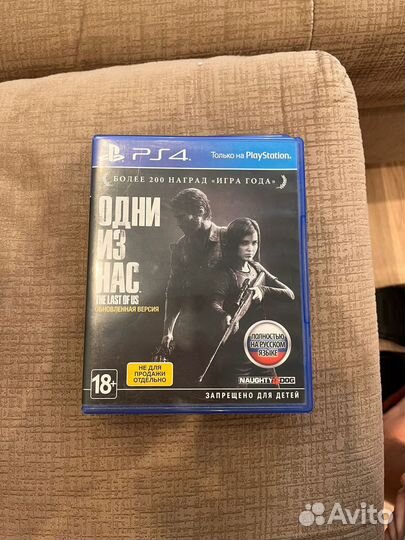 PS4
Только на PlayStation.
БОЛЕЕ 200 НАГРАД «ИГРА ГОДА»
ОДНИ
ИЗ
НАС
THE LAST OF US
ОБНОВЛЕННАЯ ВЕРСИЯ
ПОЛНОСТЬЮ
НА РУССКОМ
ЯЗЫКЕ
НЕ ДЛЯ
ПРОДАЖИ
ОТДЕЛЬНО
18+
NAUGHTY DOG
ЗАПРЕЩЕНО ДЛЯ ДЕТЕЙ
Avito